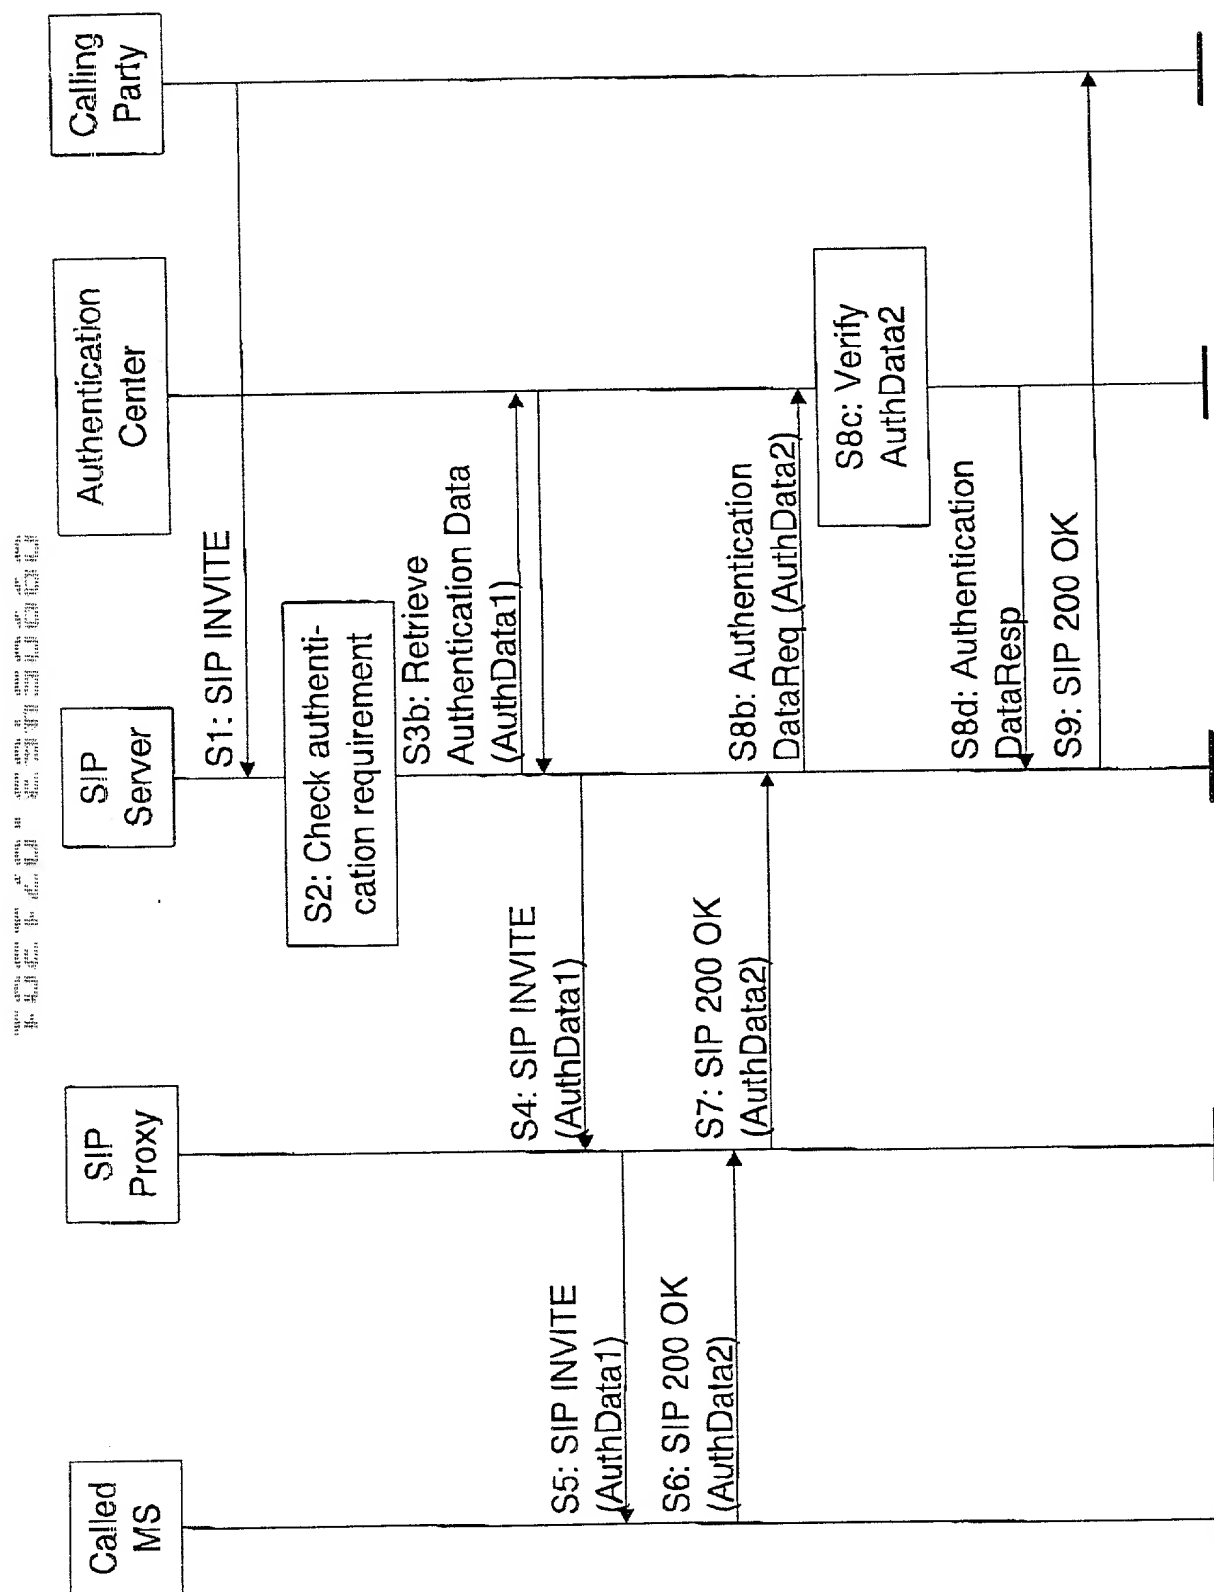 Called
MS
SIP
Proxy
SIP
Server
Authentication
Center
Calling
Party
S1: SIP INVITE
S2: Check authenti-
cation requirement
S3b: Retrieve
Authentication Data
(AuthData1)
S4: SIP INVITE
(AuthData1)
S5: SIP INVITE
(AuthData1)
S6: SIP 200 OK
(AuthData2)
S7: SIP 200 OK
(AuthData2)
S8b: Authentication
DataReq (AuthData2)
S8c: Verify
AuthData2
S8d: Authentication
DataResp
S9: SIP 200 OK